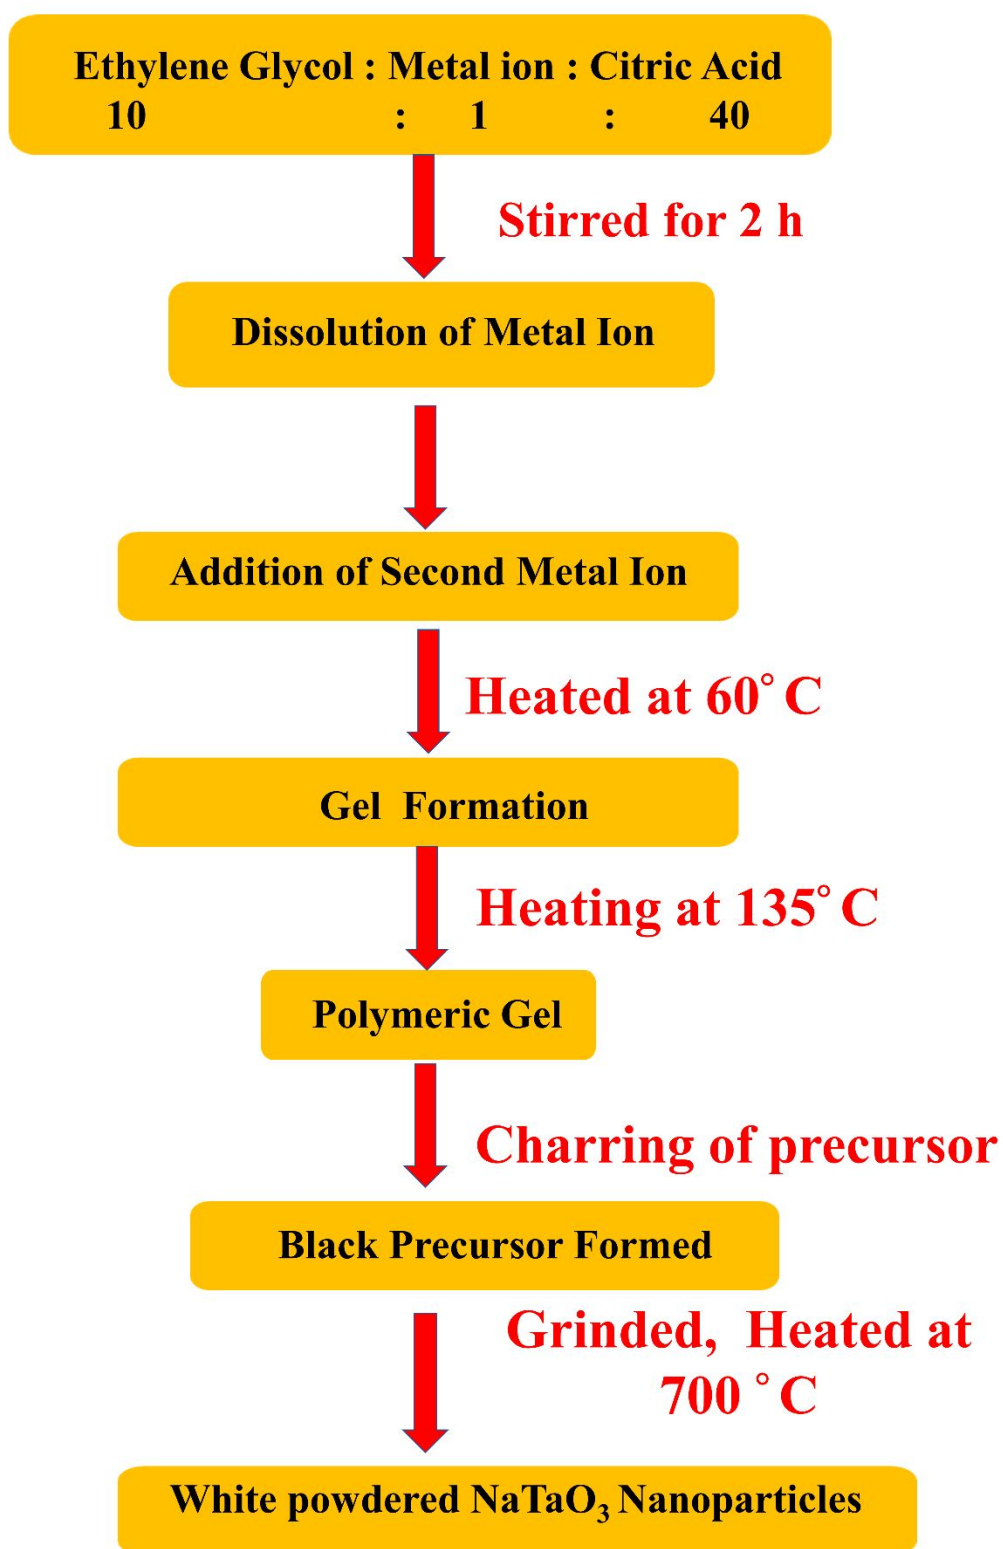 Ethylene Glycol : Metal ion : Citric Acid
10 : 1 : 40
Stirred for 2 h
Dissolution of Metal Ion
Addition of Second Metal Ion
Heated at 60°C
Gel Formation
Heating at 135°C
Polymeric Gel
Charring of precursor
Black Precursor Formed
Grinded, Heated at
700 °C
White powdered NaTaO₃ Nanoparticles